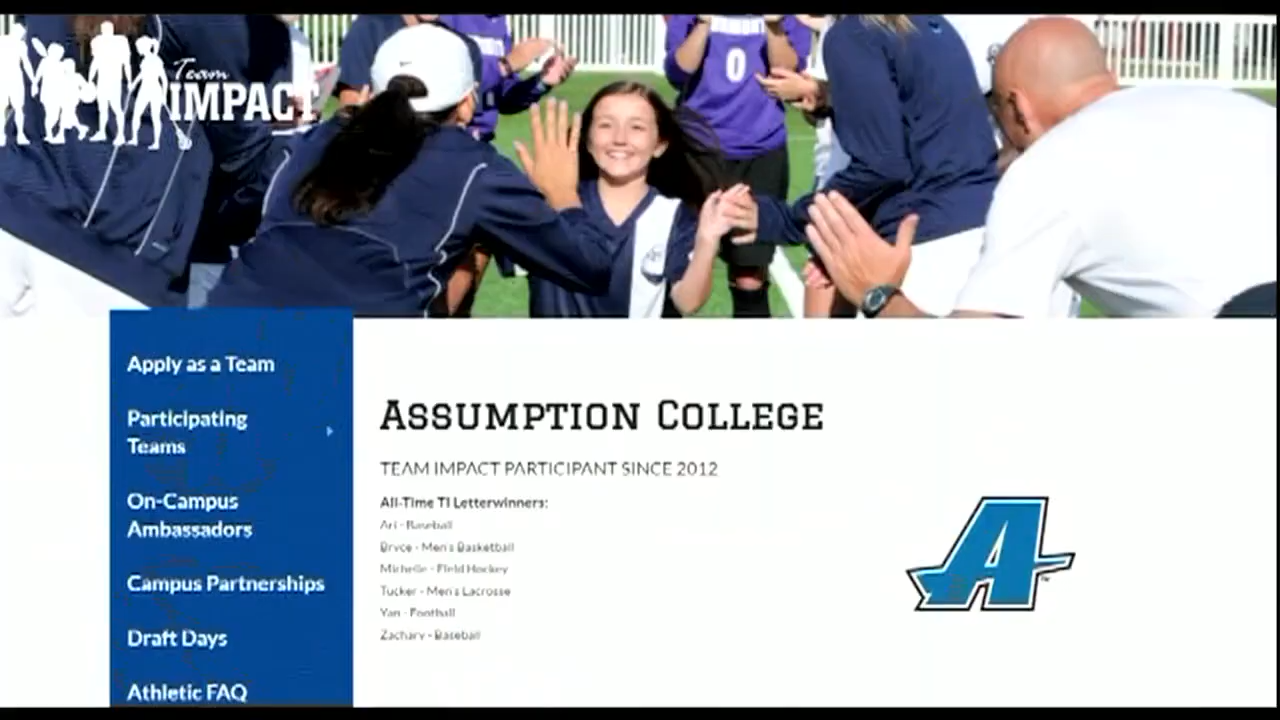 Team
IMPACT
0
Apply as a Team
Participating
Teams
On-Campus
Ambassadors
Campus Partnerships
Draft Days
Athletic FAQ
ASSUMPTION COLLEGE
TEAM IMPACT PARTICIPANT SINCE 2012
All-Time TI Letterwinners:
Ari - Baseball
Bryce - Men's Basketball
Michelle - Field Hockey
Tucker - Men's Lacrosse
Yan - Football
Zachary - Baseball
A